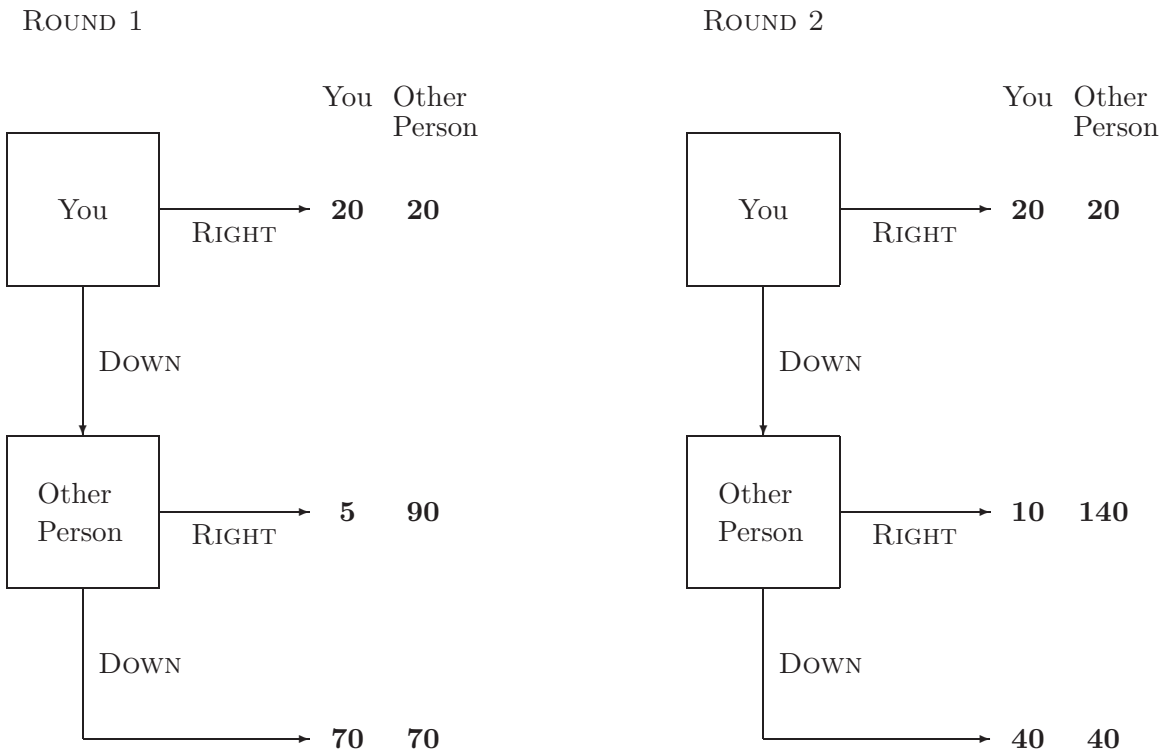 ROUND 1
You Other
Person
You
20 20
RIGHT
DOWN
Other
Person
5 90
RIGHT
DOWN
70 70
ROUND 2
You Other
Person
You
20 20
RIGHT
DOWN
Other
Person
10 140
RIGHT
DOWN
40 40